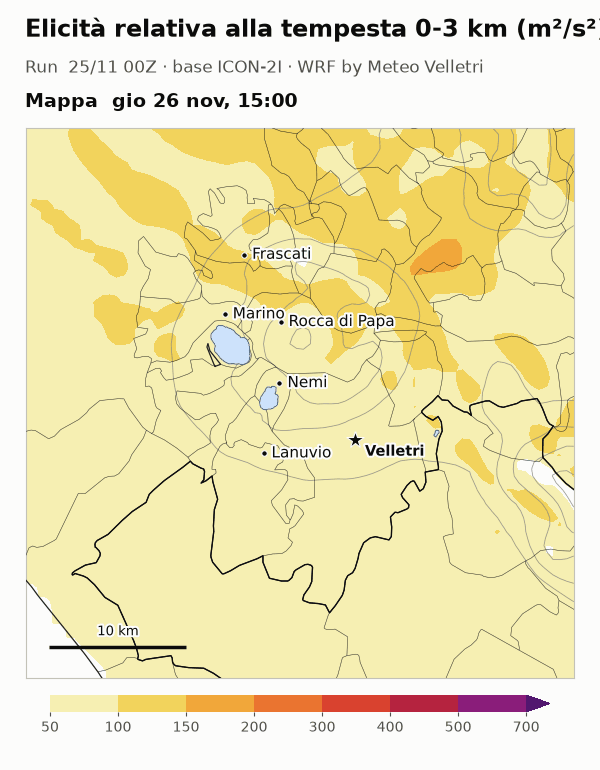 Elicità relativa alla tempesta 0-3 km (m²/s²)
Run  25/11 00Z · base ICON-2I · WRF by Meteo Velletri
Mappa  gio 26 nov, 15:00
Frascati
Marino
Rocca di Papa
Nemi
Velletri
Lanuvio
10 km
50 100 150 200 300 400 500 700